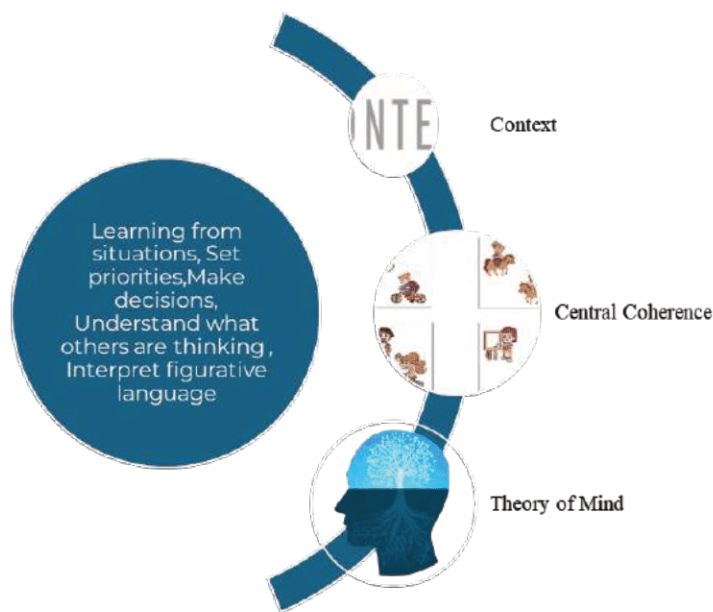 Learning from
situations, Set
priorities,Make
decisions,
Understand what
others are thinking ,
Interpret figurative
language
NTE
Context
Central Coherence
Theory of Mind